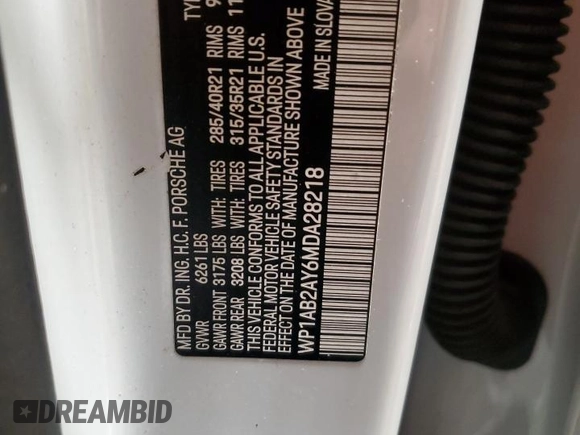 MFD BY DR. ING. H.C. F. PORSCHE AG
GVWR 6261 LBS
GAWR FRONT 3175 LBS WITH: TIRES 285/40R21 RIMS
GAWR REAR 3208 LBS WITH: TIRES 315/35R21 RIMS 11
THIS VEHICLE CONFORMS TO ALL APPLICABLE U.S.
FEDERAL MOTOR VEHICLE SAFETY STANDARDS IN
EFFECT ON THE DATE OF MANUFACTURE SHOWN ABOVE
WP1AB2AY6MDA28218
MADE IN
DREAMBID